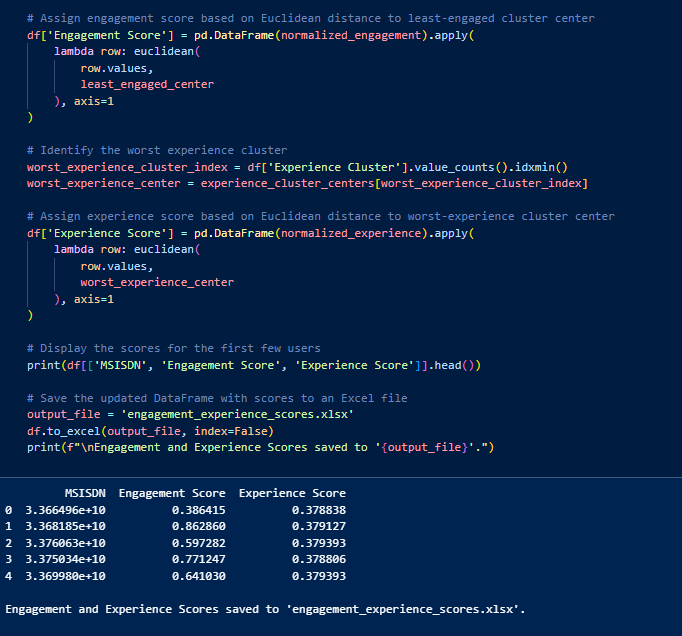 # Assign engagement score based on Euclidean distance to least-engaged cluster center
df['Engagement Score'] = pd.DataFrame(normalized_engagement).apply(
    lambda row: euclidean(
        row.values,
        least_engaged_center
    ), axis=1
)

# Identify the worst experience cluster
worst_experience_cluster_index = df['Experience Cluster'].value_counts().idxmin()
worst_experience_center = experience_cluster_centers[worst_experience_cluster_index]

# Assign experience score based on Euclidean distance to worst-experience cluster center
df['Experience Score'] = pd.DataFrame(normalized_experience).apply(
    lambda row: euclidean(
        row.values,
        worst_experience_center
    ), axis=1
)

# Display the scores for the first few users
print(df[['MSISDN', 'Engagement Score', 'Experience Score']].head())

# Save the updated DataFrame with scores to an Excel file
output_file = 'engagement_experience_scores.xlsx'
df.to_excel(output_file, index=False)
print(f"\nEngagement and Experience Scores saved to '{output_file}'.")

         MSISDN  Engagement Score  Experience Score
0  3.366496e+10          0.386415          0.378838
1  3.368185e+10          0.862860          0.379127
2  3.376063e+10          0.597282          0.379393
3  3.375034e+10          0.771247          0.378806
4  3.369980e+10          0.641030          0.379393

Engagement and Experience Scores saved to 'engagement_experience_scores.xlsx'.